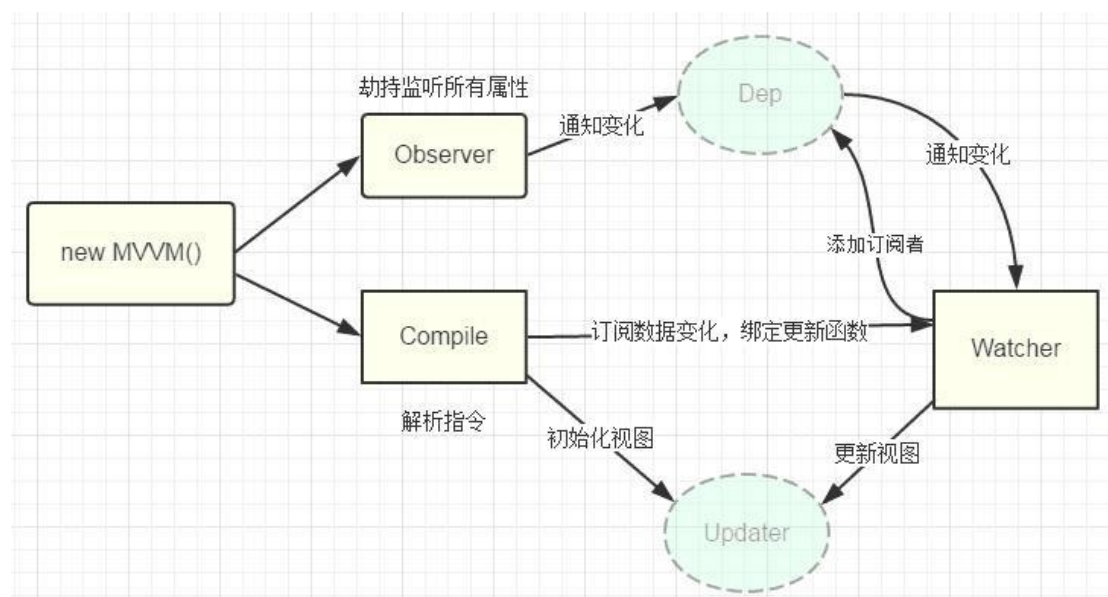 劫持监听所有属性
Observer
通知变化
Dep
通知变化
new MVVM()
添加订阅者
Compile
订阅数据变化，绑定更新函数
Watcher
解析指令
初始化视图
更新视图
Updater